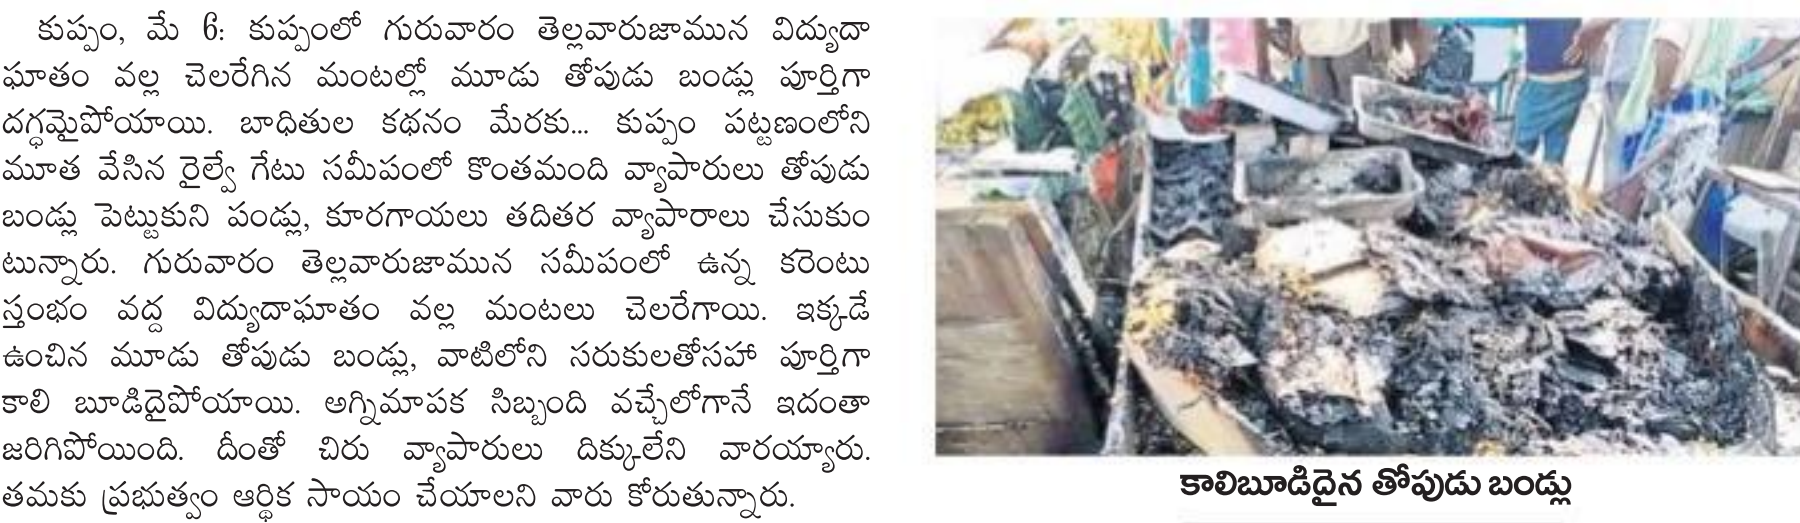 కుప్పం, మే 6: కుప్పంలో గురువారం తెల్లవారుజామున విద్యుదా
ఘాతం వల్ల చెలరేగిన మంటల్లో మూడు తోపుడు బండ్లు పూర్తిగా
దగ్ధమైపోయాయి. బాధితుల కథనం మేరకు... కుప్పం పట్టణంలోని
మూత వేసిన రైల్వే గేటు సమీపంలో కొంతమంది వ్యాపారులు తోపుడు
బండ్లు పెట్టుకుని పండ్లు, కూరగాయలు తదితర వ్యాపారాలు చేసుకుం
టున్నారు. గురువారం తెల్లవారుజామున సమీపంలో ఉన్న కరెంటు
స్తంభం వద్ద విద్యుదాఘాతం వల్ల మంటలు చెలరేగాయి. ఇక్కడే
ఉంచిన మూడు తోపుడు బండ్లు, వాటిలోని సరుకులతోసహా పూర్తిగా
కాలి బూడిదైపోయాయి. అగ్నిమాపక సిబ్బంది వచ్చేలోగానే ఇదంతా
జరిగిపోయింది. దీంతో చిరు వ్యాపారులు దిక్కులేని వారయ్యారు.
తమకు ప్రభుత్వం ఆర్థిక సాయం చేయాలని వారు కోరుతున్నారు.
కాలిబూడిదైన తోపుడు బండ్లు